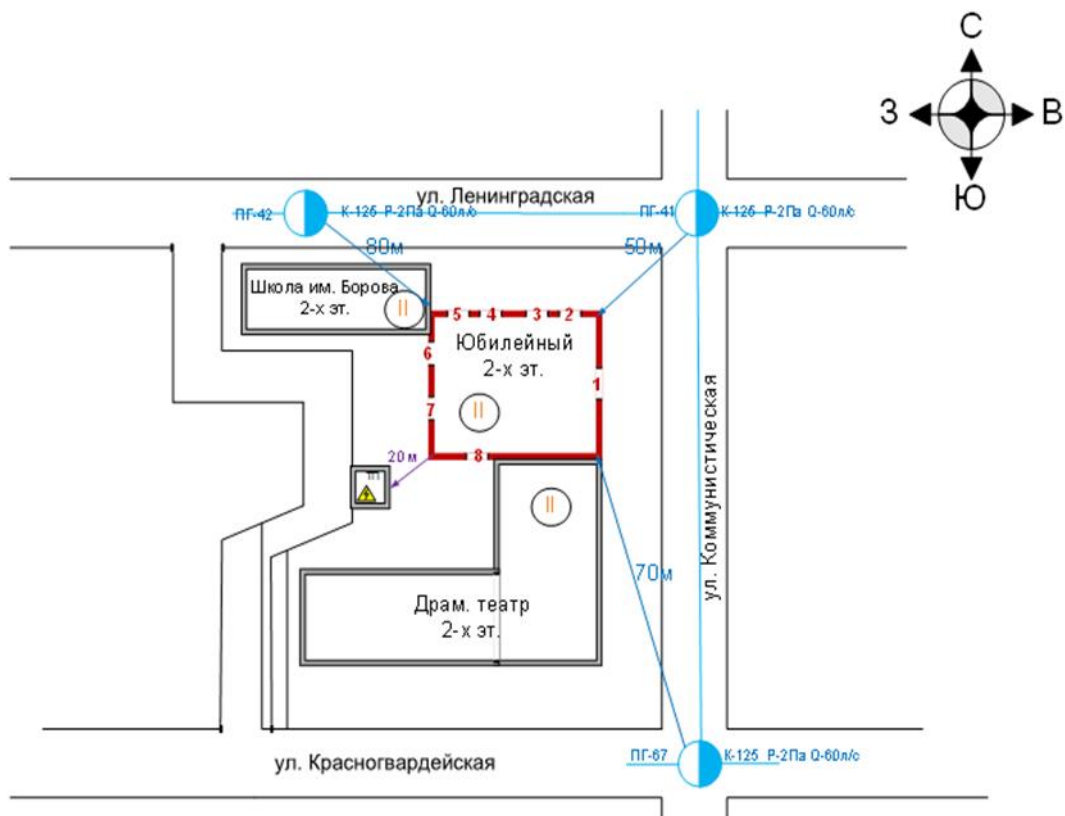 С
З
В
Ю
ул. Ленинградская
ПГ-42
К-125 Р-2Па Q-60л/с
ПГ-41
К-125 Р-2Па Q-60л/с
80м
50м
Школа им. Борова
2-х эт.
II
5
4
3
2
Юбилейный
2-х эт.
6
1
7
II
8
20 м
ТП
II
ул. Коммунистическая
70м
Драм. театр
2-х эт.
ПГ-67
К-125 Р-2Па Q-60л/с
ул. Красногвардейская